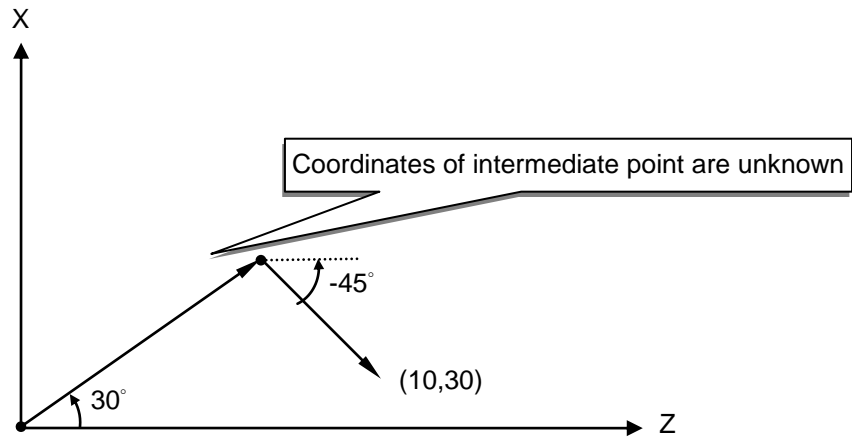 X
Coordinates of intermediate point are unknown
-45°
(10,30)
30°
Z